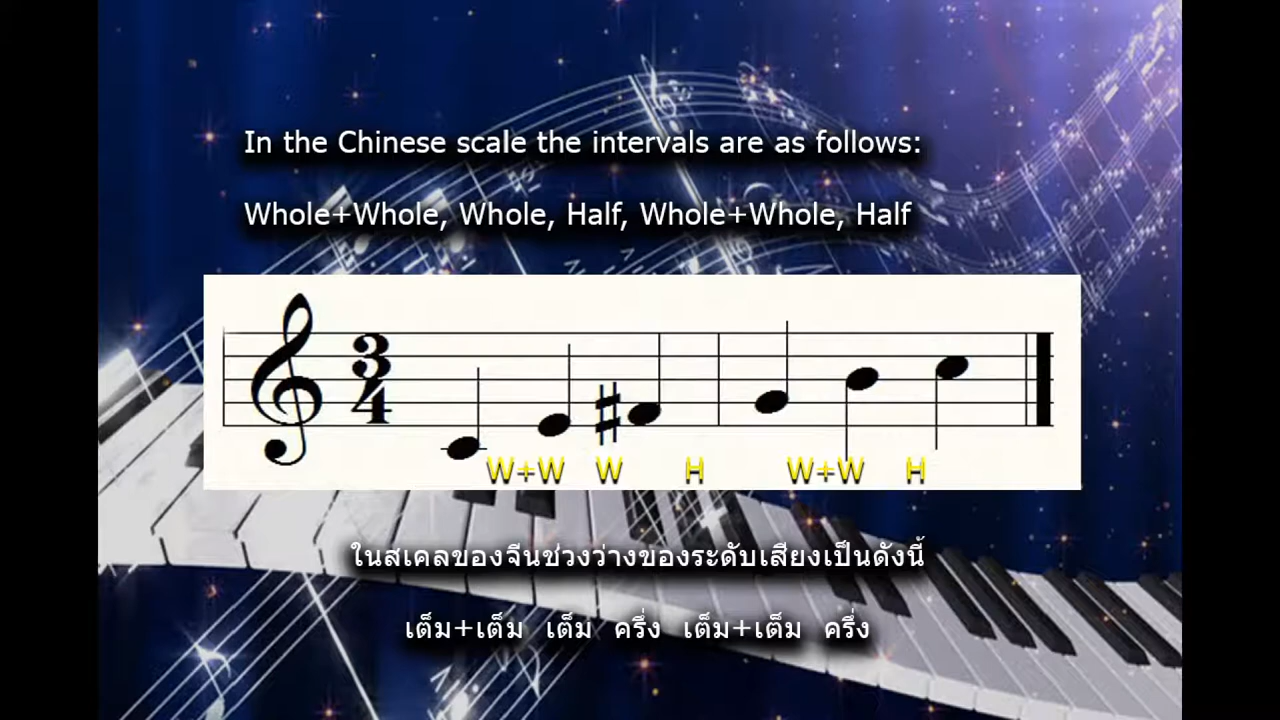 In the Chinese scale the intervals are as follows:
Whole+Whole, Whole, Half, Whole+Whole, Half
3
4
W+W W H W+W H
ในสเคลของจีนช่วงว่างของระดับเสียงเป็นดังนี้
เต็ม+เต็ม เต็ม ครึ่ง เต็ม+เต็ม ครึ่ง